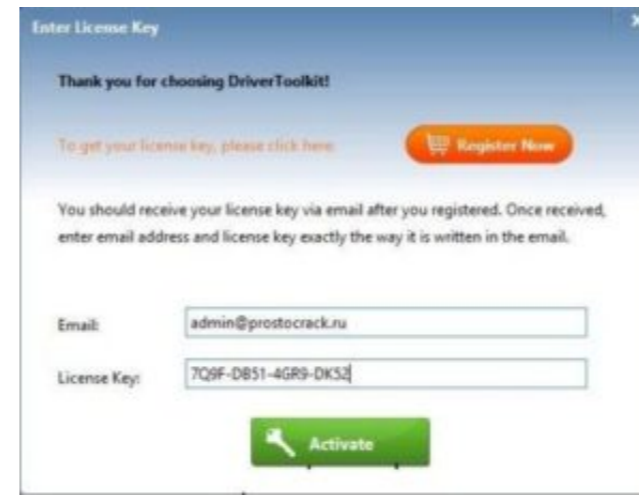 Enter License Key
Thank you for choosing DriverToolkit!
To get your license key, please click here.
Register Now
You should receive your license key via email after you registered. Once received,
enter email address and license key exactly the way it is written in the email.
Email:
admin@prostocrack.ru
License Key:
7Q9F-DB51-4GR9-DK52
Activate